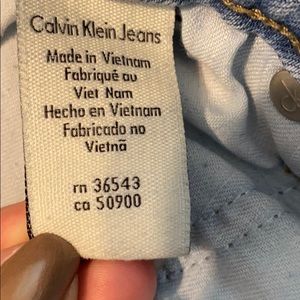 Calvin Klein Jeans
Made in Vietnam
Fabriqué au
Viet Nam
Hecho en Vietnam
Fabricado no
Vietnã
rn 36543
ca 50900